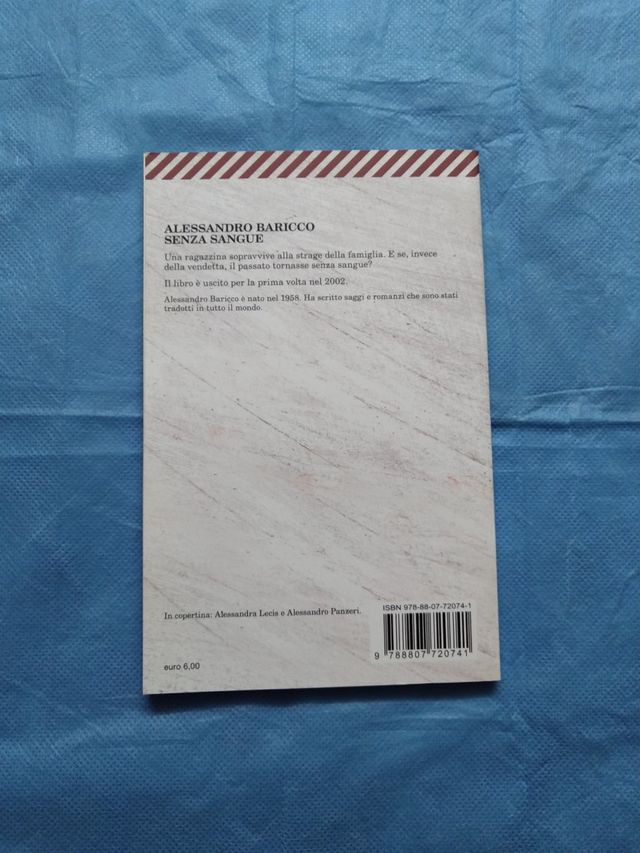 ALESSANDRO BARICCO
SENZA SANGUE
Una ragazzina sopravvive alla strage della famiglia. E se, invece
della vendetta, il passato tornasse senza sangue?
Il libro è uscito per la prima volta nel 2002.
Alessandro Baricco è nato nel 1958. Ha scritto saggi e romanzi che sono stati
tradotti in tutto il mondo.
In copertina: Alessandra Lecis e Alessandro Panzeri.
ISBN 978-88-07-72074-1
9 788807 720741
euro 6,00